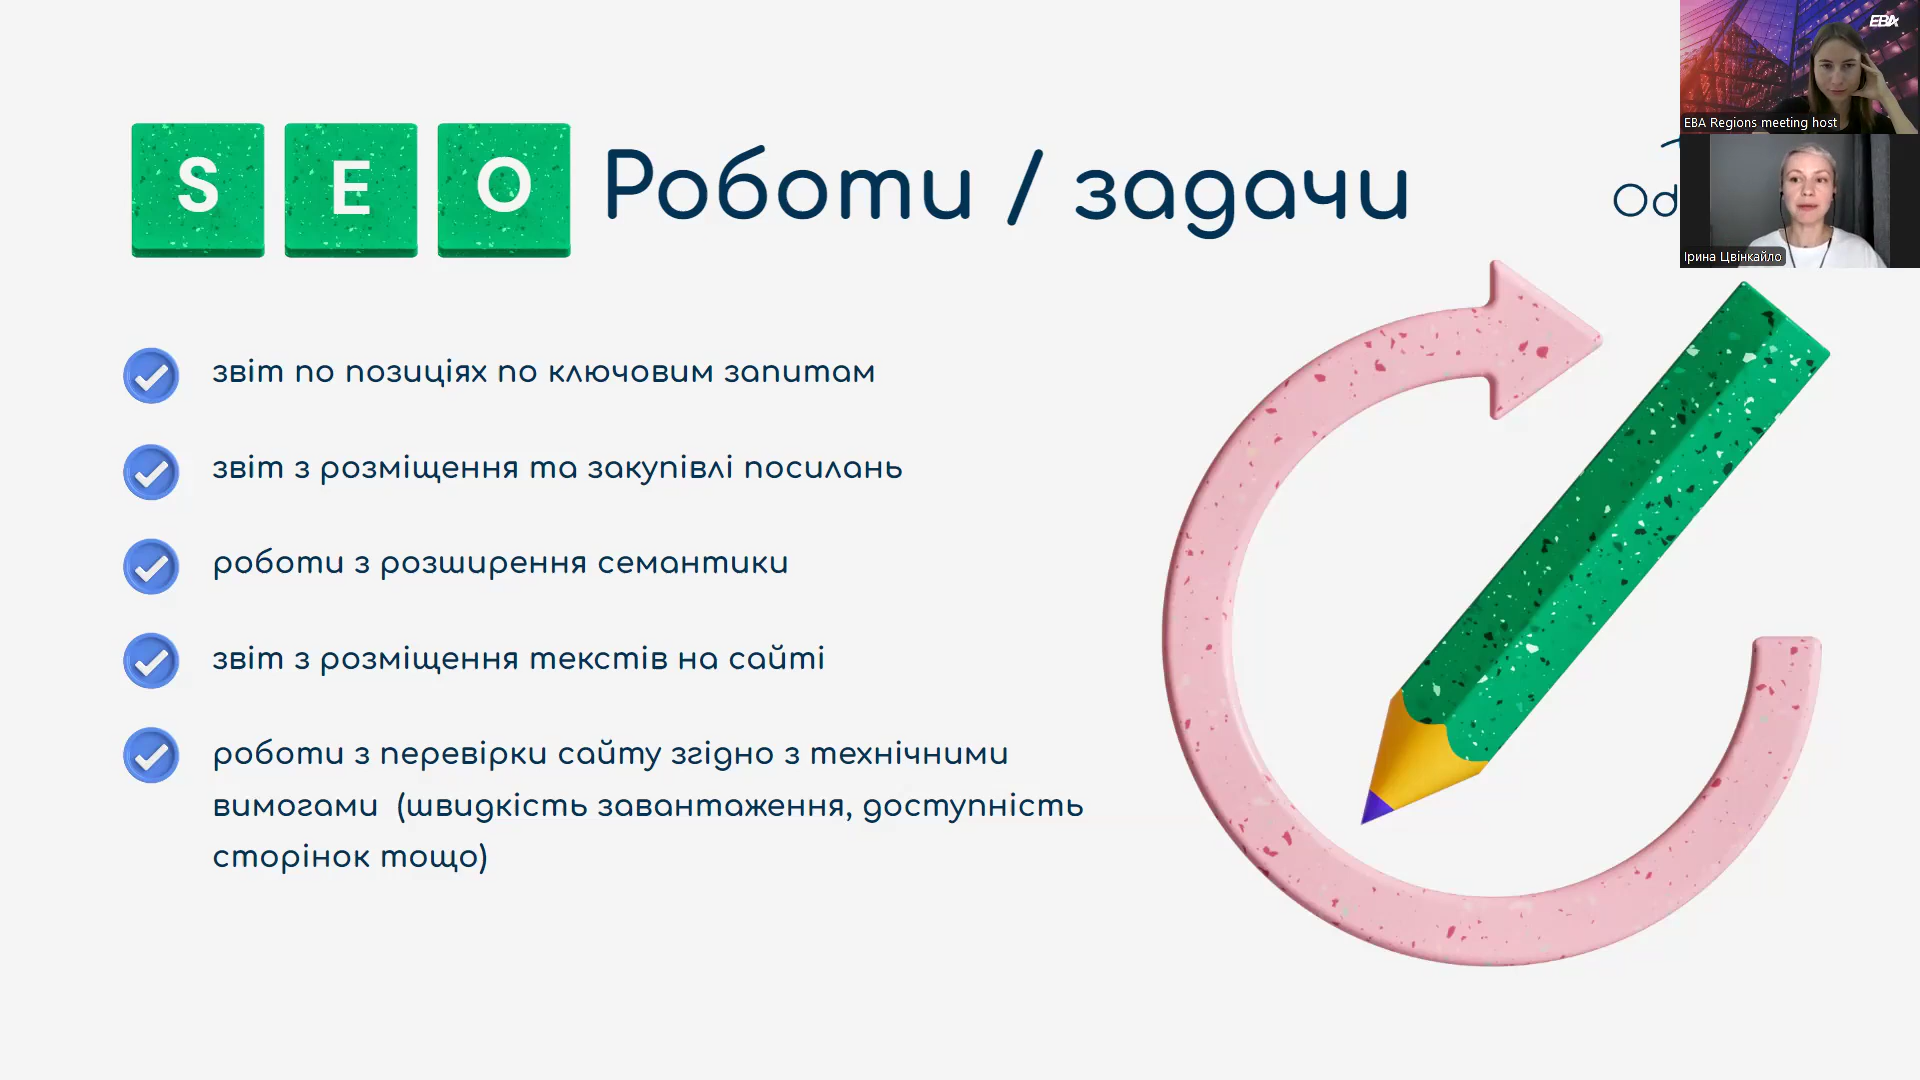 S E O Роботи / задачи
звіт по позиціях по ключовим запитам
звіт з розміщення та закупівлі посилань
роботи з розширення семантики
звіт з розміщення текстів на сайті
роботи з перевірки сайту згідно з технічними
вимогами (швидкість завантаження, доступність
сторінок тощо)
EBA
EBA Regions meeting host
Ірина Цвінкайло